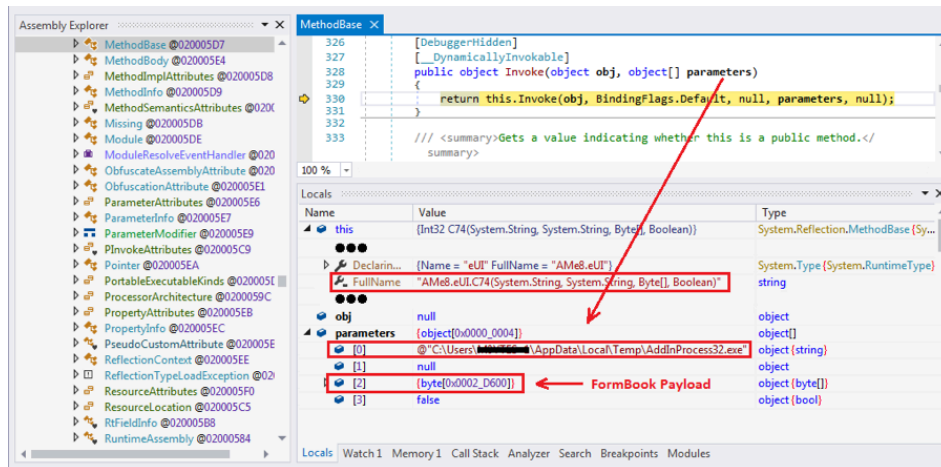 Assembly Explorer
MethodBase @020005D7
MethodBody @020005E4
MethodImplAttributes @020005D8
MethodInfo @020005D9
MethodSemanticsAttributes @020(
Missing @020005DB
Module @020005DE
ModuleResolveEventHandler @020
ObfuscateAssemblyAttribute @020
ObfuscationAttribute @020005E1
ParameterAttributes @020005E6
ParameterInfo @020005E7
ParameterModifier @020005E9
PInvokeAttributes @020005C9
Pointer @020005EA
PortableExecutableKinds @020005E
ProcessorArchitecture @0200059C
PropertyAttributes @020005EB
PropertyInfo @020005EC
PseudoCustomAttribute @020005E
ReflectionContext @020005EE
ReflectionTypeLoadException @02(
ResourceAttributes @020005F0
ResourceLocation @020005C5
RtFieldInfo @020005B8
RuntimeAssembly @02000584
MethodBase
326 [DebuggerHidden]
327 [__DynamicallyInvokable]
328 public object Invoke(object obj, object[] parameters)
329 {
330 return this.Invoke(obj, BindingFlags.Default, null, parameters, null);
331 }
332
333 /// <summary>Gets a value indicating whether this is a public method.</
summary>
100 %
Locals
Name Value Type
this {Int32 C74(System.String, System.String, Byte[], Boolean)} System.Reflection.MethodBase {Sy...
Declarin... {Name = "eUI" FullName = "AMe8.eUI"} System.Type {System.RuntimeType}
FullName "AMe8.eUI.C74(System.String, System.String, Byte[], Boolean)" string
obj null object
parameters {object[0x0000_0004]} object[]
[0] @"C:\Users\ \AppData\Local\Temp\AddInProcess32.exe" object {string}
[1] null object
[2] {byte[0x0002_D600]} FormBook Payload object {byte[]}
[3] false object {bool}
Locals Watch 1 Memory 1 Call Stack Analyzer Search Breakpoints Modules